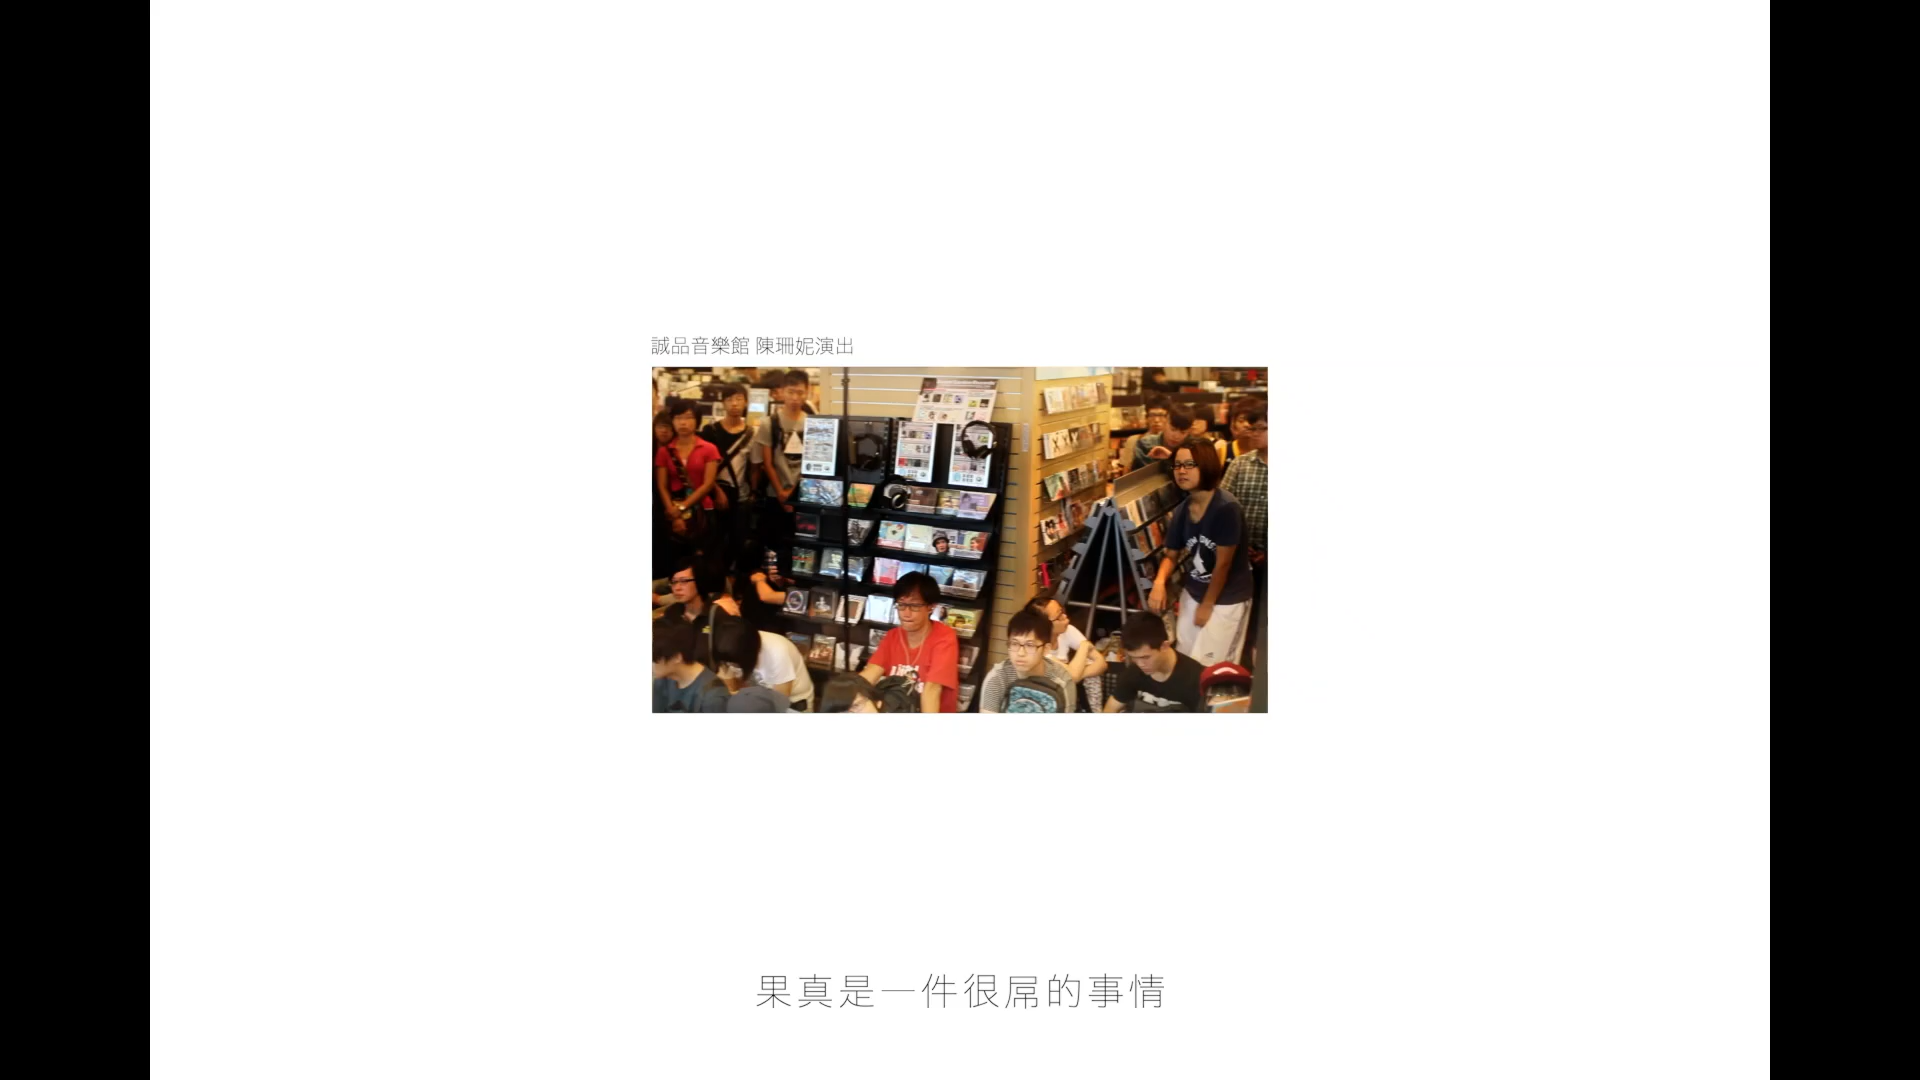 誠品音樂館 陳珊妮演出
果真是一件很屌的事情